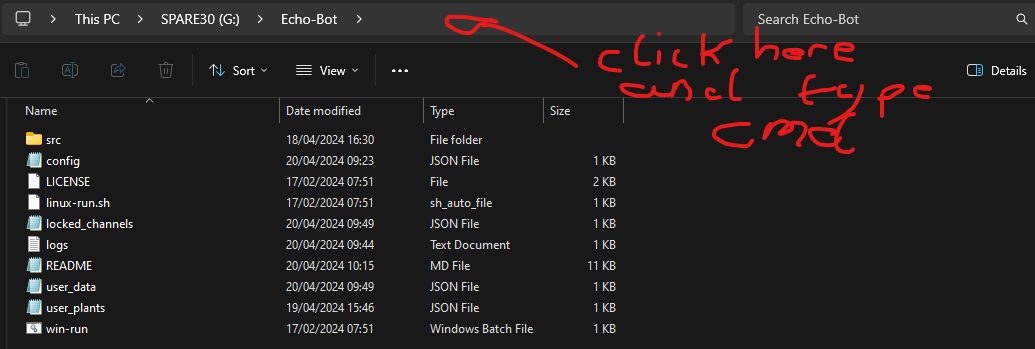 This PC > SPARE30 (G:) > Echo-Bot >
Search Echo-Bot
click here
and type
cmd
Sort
View
Details
Name Date modified Type Size
src 18/04/2024 16:30 File folder
config 20/04/2024 09:23 JSON File 1 KB
LICENSE 17/02/2024 07:51 File 2 KB
linux-run.sh 17/02/2024 07:51 sh_auto_file 1 KB
locked_channels 20/04/2024 09:49 JSON File 1 KB
logs 20/04/2024 09:44 Text Document 1 KB
README 20/04/2024 10:15 MD File 11 KB
user_data 20/04/2024 09:49 JSON File 1 KB
user_plants 19/04/2024 15:46 JSON File 1 KB
win-run 17/02/2024 07:51 Windows Batch File 1 KB